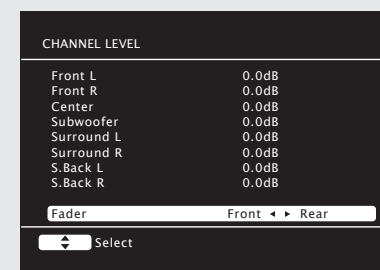 CHANNEL LEVEL
Front L 0.0dB
Front R 0.0dB
Center 0.0dB
Subwoofer 0.0dB
Surround L 0.0dB
Surround R 0.0dB
S.Back L 0.0dB
S.Back R 0.0dB
Fader Front ◄ ► Rear
Select